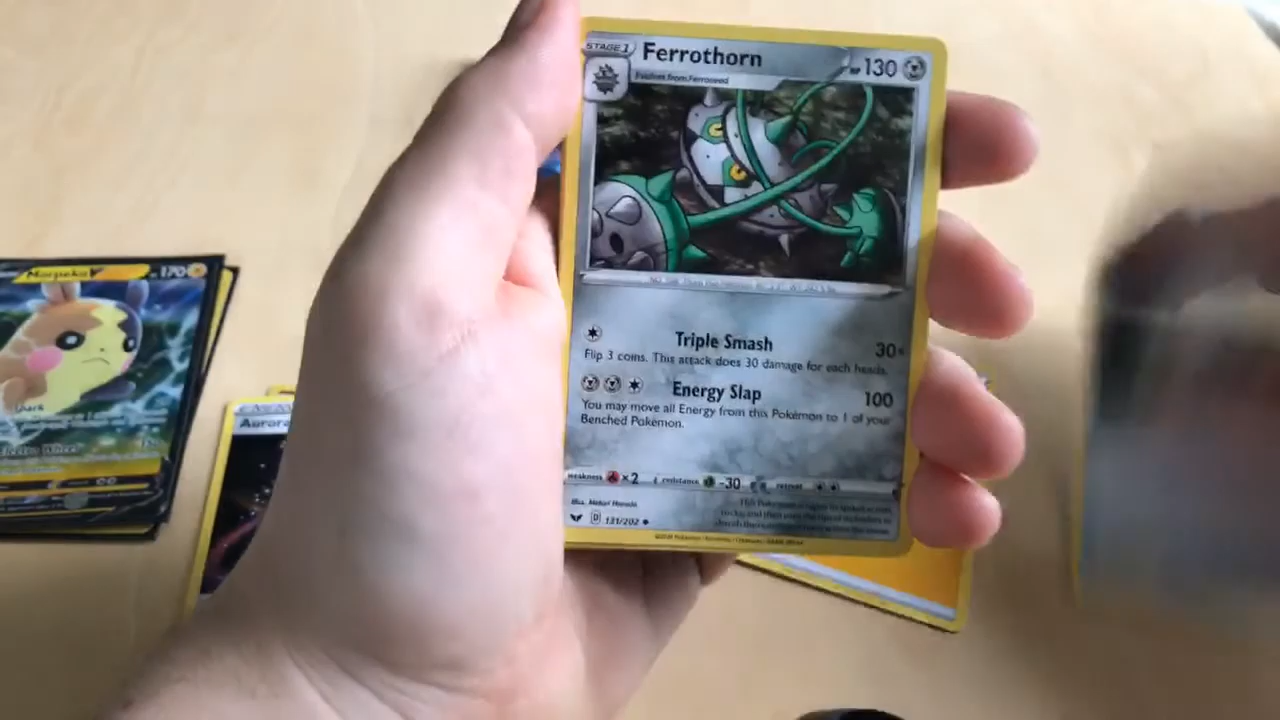 STAGE 1
Ferrothorn
HP 130
Evolves from Ferroseed
Triple Smash
30×
Flip 3 coins. This attack does 30 damage for each heads.
Energy Slap
100
You may move all Energy from this Pokémon to 1 of your
Benched Pokémon.
weakness ×2 resistance -30 retreat
Illus.
D 131/202
Morpeko
170
Aurora